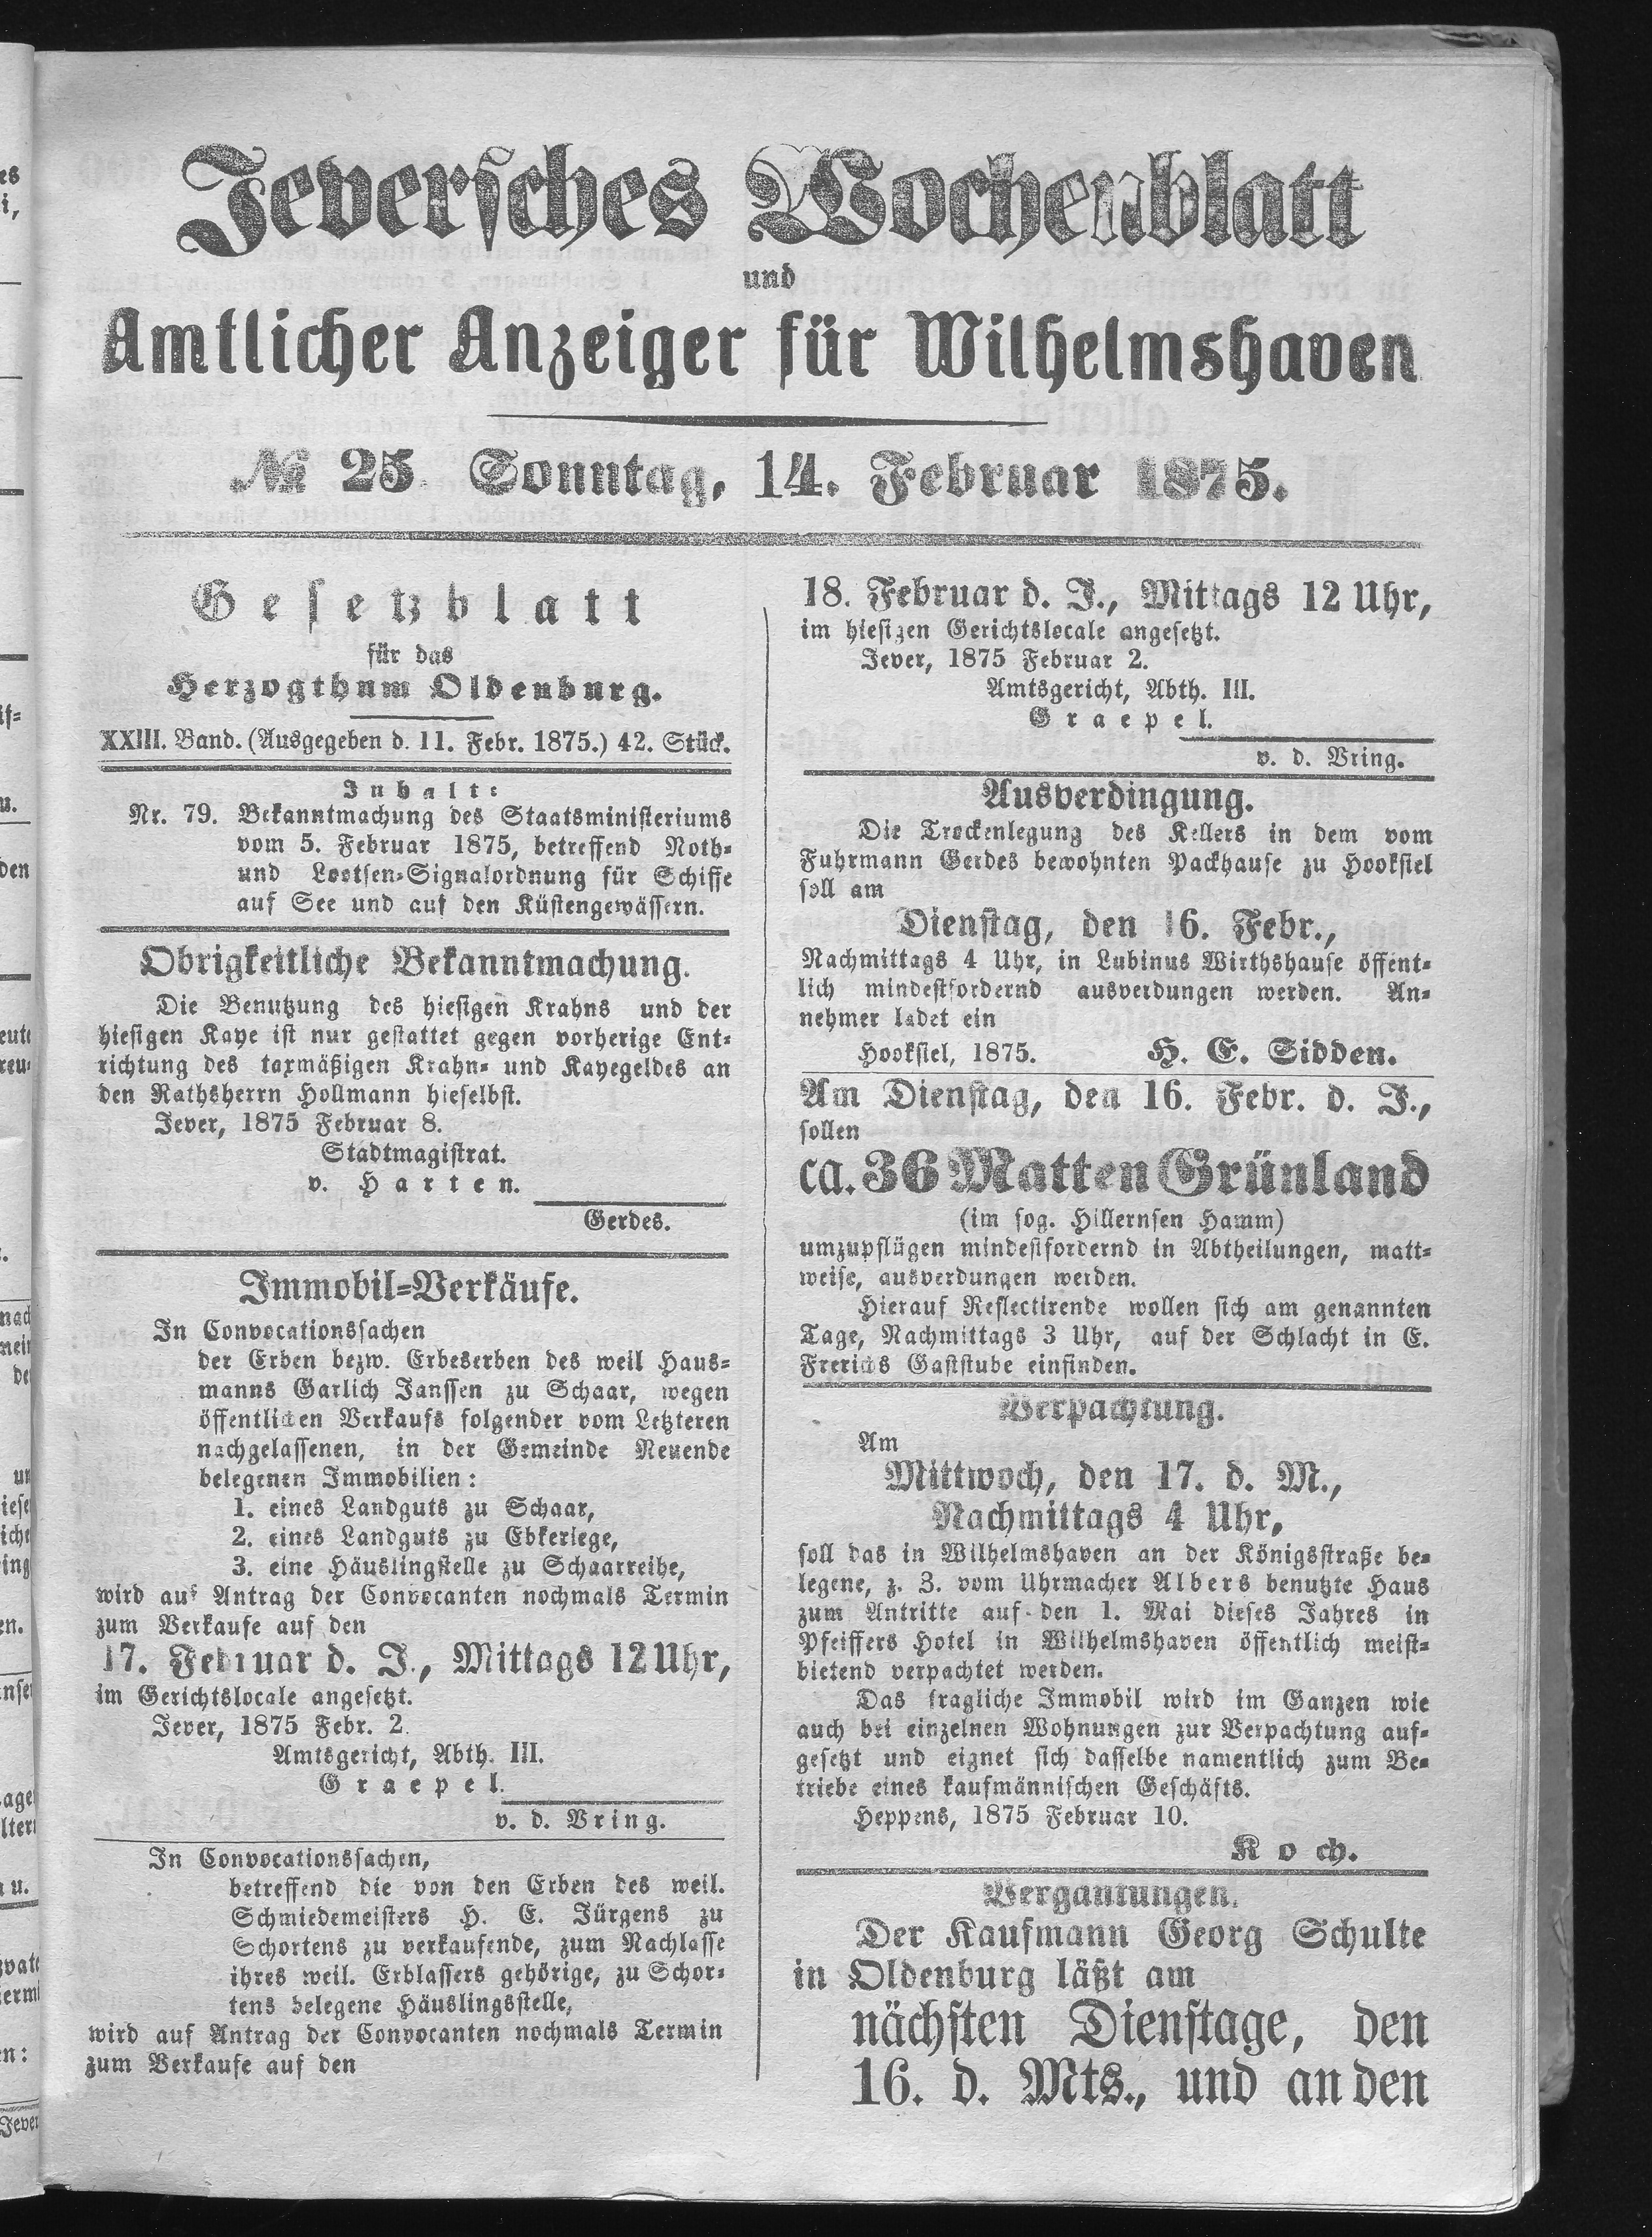 Jeversches Wochenblatt
und
Amtlicher Anzeiger für Wilhelmshaven
№ 25. Sonntag, 14. Februar 1875.
Gesetzblatt
für das
Herzogthum Oldenburg.
XXIII. Band. (Ausgegeben d. 11. Febr. 1875.) 42. Stück.
Inhalt:
Nr. 79. Bekanntmachung des Staatsministeriums
vom 5. Februar 1875, betreffend Noth-
und Lootsen-Signalordnung für Schiffe
auf See und auf den Küstengewässern.
Obrigkeitliche Bekanntmachung.
Die Benutzung des hiesigen Krahns und der
hiesigen Kaye ist nur gestattet gegen vorherige Ent-
richtung des taxmäßigen Krahn- und Kayegeldes an
den Rathsherrn Hollmann hieselbst.
Jever, 1875 Februar 8.
Stadtmagistrat.
v. Harten.
Gerdes.
Immobil-Verkäufe.
In Convocationssachen
der Erben bezw. Erbeserben des weil Haus-
manns Garlich Janssen zu Schaar, wegen
öffentlichen Verkaufs folgender vom Letzteren
nachgelassenen, in der Gemeinde Neuende
belegenen Immobilien:
1. eines Landguts zu Schaar,
2. eines Landguts zu Ebkeriege,
3. eine Häuslingstelle zu Schaarreihe,
wird auf Antrag der Convocanten nochmals Termin
zum Verkaufe auf den
17. Februar d. J., Mittags 12 Uhr,
im Gerichtslocale angesetzt.
Jever, 1875 Febr. 2.
Amtsgericht, Abth. III.
Graepel.
v. d. Vring.
In Convocationssachen,
betreffend die von den Erben des weil.
Schmiedemeisters H. E. Jürgens zu
Schortens zu verkaufende, zum Nachlasse
ihres weil. Erblassers gehörige, zu Schor-
tens belegene Häuslingsstelle,
wird auf Antrag der Convocanten nochmals Termin
zum Verkaufe auf den
18. Februar d. J., Mittags 12 Uhr,
im hiesigen Gerichtslocale angesetzt.
Jever, 1875 Februar 2.
Amtsgericht, Abth. III.
Graepel.
v. d. Vring.
Ausverdingung.
Die Trockenlegung des Kellers in dem vom
Fuhrmann Gerdes bewohnten Packhause zu Hooksiel
soll am
Dienstag, den 16. Febr.,
Nachmittags 4 Uhr, in Lubinus Wirthshause öffent-
lich mindestfordernd ausverdungen werden. An-
nehmer ladet ein
Hooksiel, 1875. H. E. Sidden.
Am Dienstag, den 16. Febr. d. J.,
sollen
ca. 36 Matten Grünland
(im sog. Hillernsen Hamm)
umzupflügen mindestfordernd in Abtheilungen, matt-
weise, ausverdungen werden.
Hierauf Reflectirende wollen sich am genannten
Tage, Nachmittags 3 Uhr, auf der Schlacht in E.
Frerichs Gaststube einfinden.
Verpachtung.
Am
Mittwoch, den 17. d. M.,
Nachmittags 4 Uhr,
soll das in Wilhelmshaven an der Königsstraße be-
legene, z. Z. vom Uhrmacher Albers benutzte Haus
zum Antritte auf den 1. Mai dieses Jahres in
Pfeiffers Hotel in Wilhelmshaven öffentlich meist-
bietend verpachtet werden.
Das fragliche Immobil wird im Ganzen wie
auch bei einzelnen Wohnungen zur Verpachtung auf-
gesetzt und eignet sich dasselbe namentlich zum Be-
triebe eines kaufmännischen Geschäfts.
Heppens, 1875 Februar 10.
Koch.
Vergantungen.
Der Kaufmann Georg Schulte
in Oldenburg läßt am
nächsten Dienstage, den
16. d. Mts., und an den